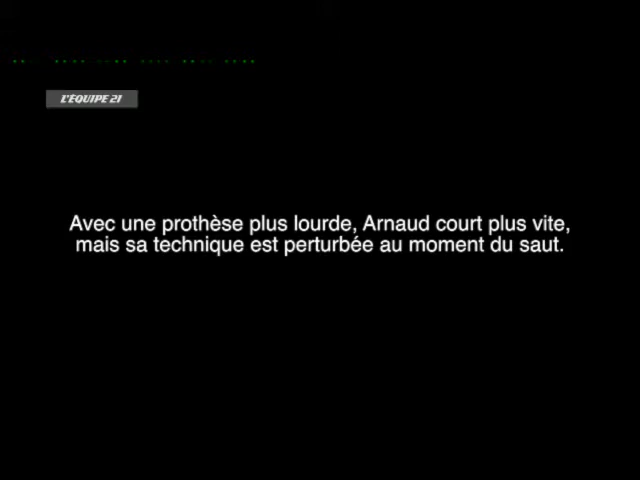 L'ÉQUIPE 21
Avec une prothèse plus lourde, Arnaud court plus vite,
mais sa technique est perturbée au moment du saut.